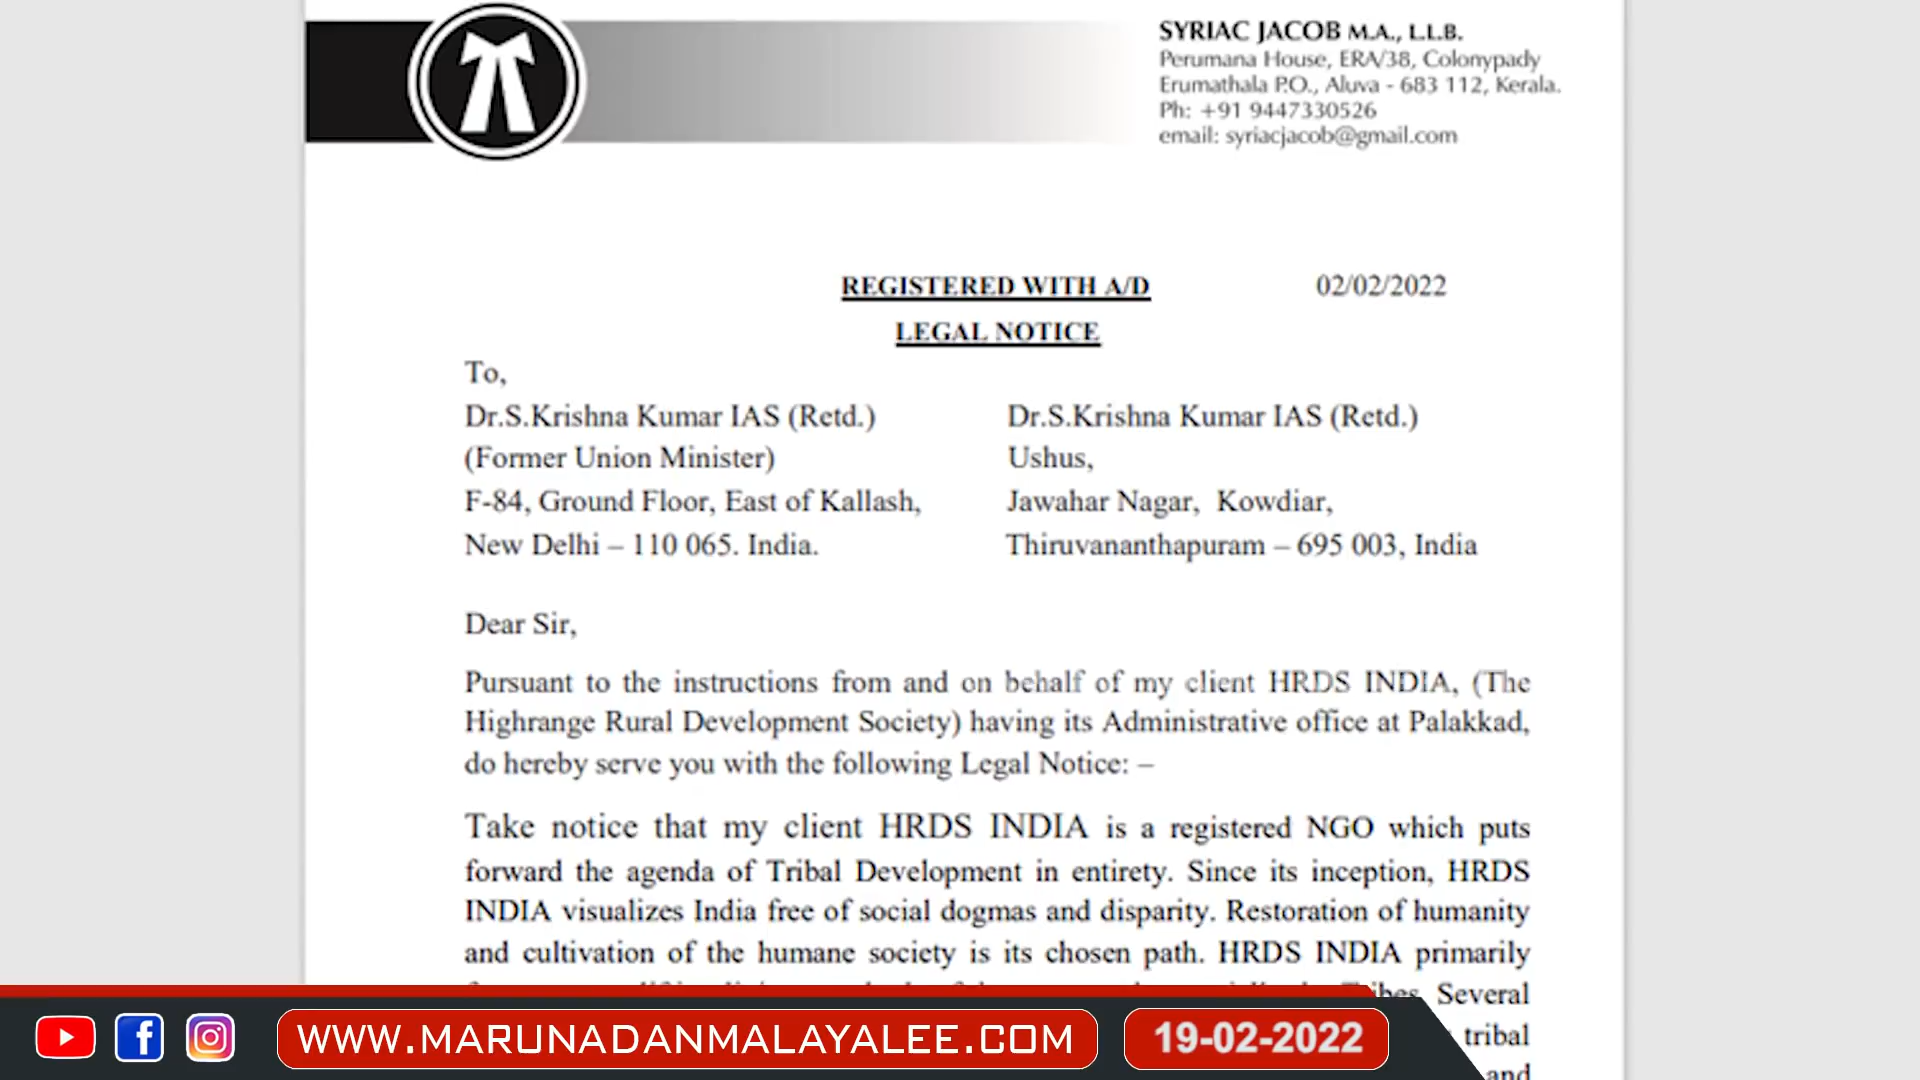 SYRIAC JACOB M.A., L.L.B.
Perumana House, ERA/38, Colonypady
Erumathala P.O., Aluva - 683 112, Kerala.
Ph: +91 9447330526
email: syriacjacob@gmail.com
REGISTERED WITH A/D
02/02/2022
LEGAL NOTICE
To,
Dr.S.Krishna Kumar IAS (Retd.)
(Former Union Minister)
F-84, Ground Floor, East of Kallash,
New Delhi – 110 065. India.
Dr.S.Krishna Kumar IAS (Retd.)
Ushus,
Jawahar Nagar, Kowdiar,
Thiruvananthapuram – 695 003, India
Dear Sir,
Pursuant to the instructions from and on behalf of my client HRDS INDIA, (The
Highrange Rural Development Society) having its Administrative office at Palakkad,
do hereby serve you with the following Legal Notice: –
Take notice that my client HRDS INDIA is a registered NGO which puts
forward the agenda of Tribal Development in entirety. Since its inception, HRDS
INDIA visualizes India free of social dogmas and disparity. Restoration of humanity
and cultivation of the humane society is its chosen path. HRDS INDIA primarily
Several
tribal
and
WWW.MARUNADANMALAYALEE.COM
19-02-2022